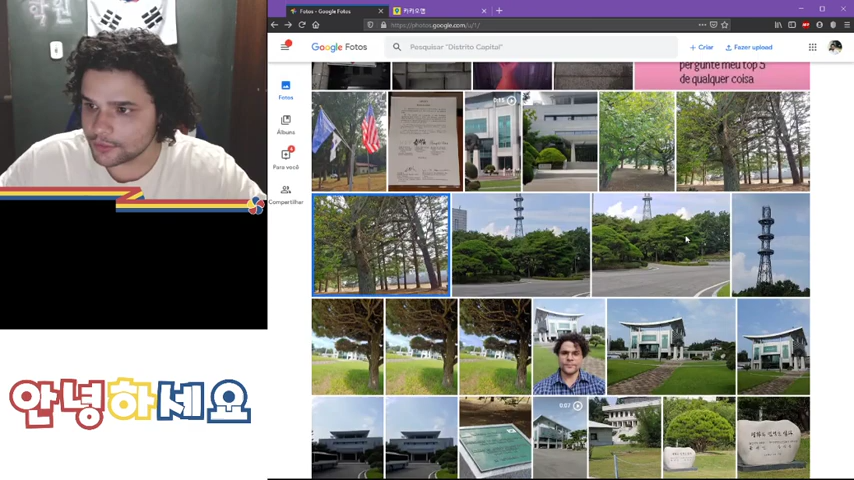 학원
Fotos - Google Fotos
카카오맵
https://photos.google.com/u/1/
Google Fotos
Pesquisar "Distrito Capital"
Criar
Fazer upload
Fotos
Álbuns
Para você
Compartilhar
pergunte meu top 5
de qualquer coisa
0:07
안녕하세요